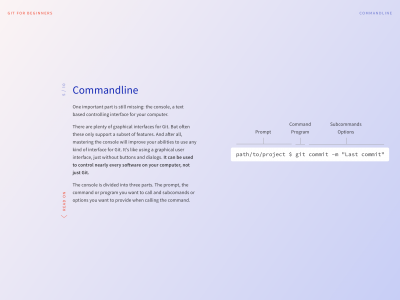 GIT FOR BEGINNERS
COMMANDLINE
Commandline
One important part is still missing: the console, a text
based controlling interface for your computer.
There are plenty of graphical interfaces for Git. But often
these only support a subset of features. And after all,
mastering the console will improve your abilities to use any
kind of interface for Git. It's like using a graphical user
interface, just without buttons and dialogs. It can be used
to control nearly every software on your computer, not
just Git.
The console is divided into three parts. The prompt, the
command or program you want to call and subcommands or
options you want to provide when calling the command.
READ ON
Command
Subcommands
Prompt
Program
Options
path/to/project $ git commit -m "Last commit"